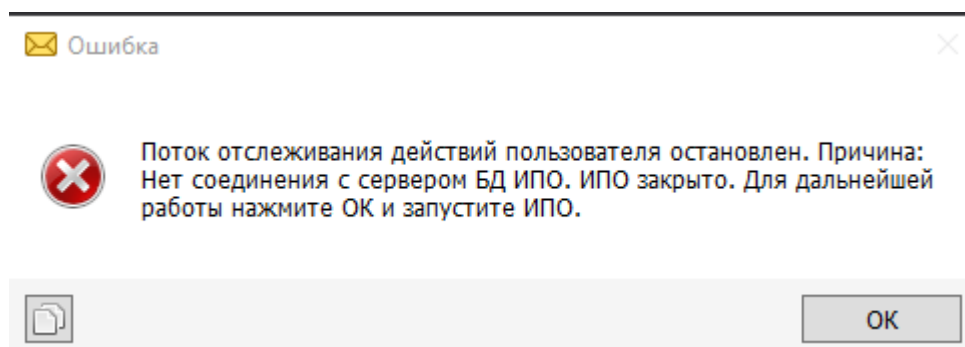 Ошибка
Поток отслеживания действий пользователя остановлен. Причина:
Нет соединения с сервером БД ИПО. ИПО закрыто. Для дальнейшей
работы нажмите ОК и запустите ИПО.
ОК